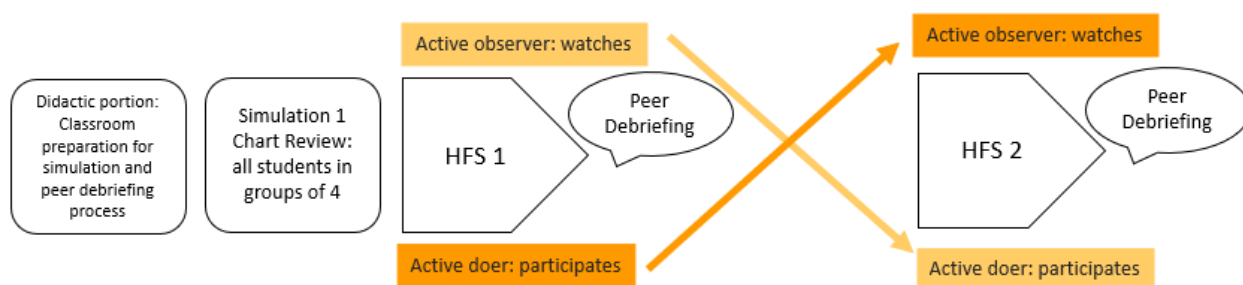 Didactic portion:
Classroom
preparation for
simulation and
peer debriefing
process
Simulation 1
Chart Review:
all students in
groups of 4
Active observer: watches
HFS 1
Peer
Debriefing
Active doer: participates
Active observer: watches
HFS 2
Peer
Debriefing
Active doer: participates